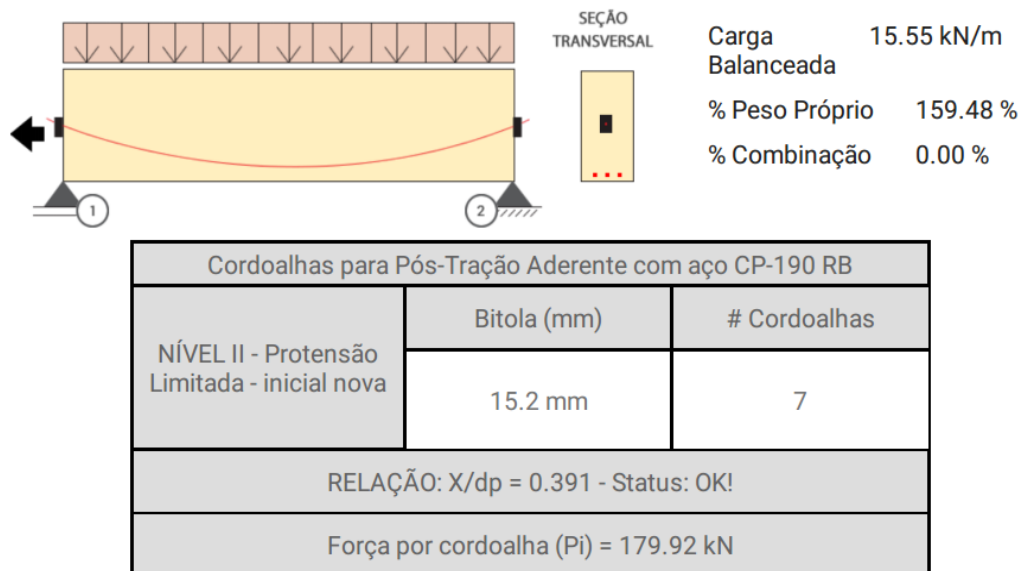 SEÇÃO
TRANSVERSAL
Carga 15.55 kN/m
Balanceada
% Peso Próprio 159.48 %
% Combinação 0.00 %
1
2
Cordoalhas para Pós-Tração Aderente com aço CP-190 RB
NÍVEL II - Protensão
Limitada - inicial nova
Bitola (mm) # Cordoalhas
15.2 mm 7
RELAÇÃO: X/dp = 0.391 - Status: OK!
Força por cordoalha (Pi) = 179.92 kN